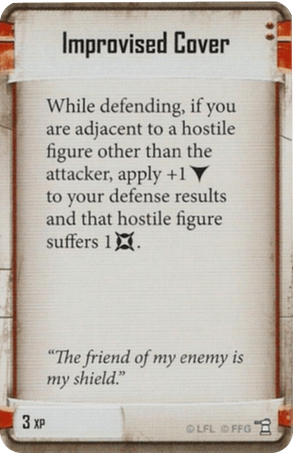 Improvised Cover
While defending, if you
are adjacent to a hostile
figure other than the
attacker, apply +1
to your defense results
and that hostile figure
suffers 1 .
“The friend of my enemy is
my shield.”
3 XP
© LFL © FFG